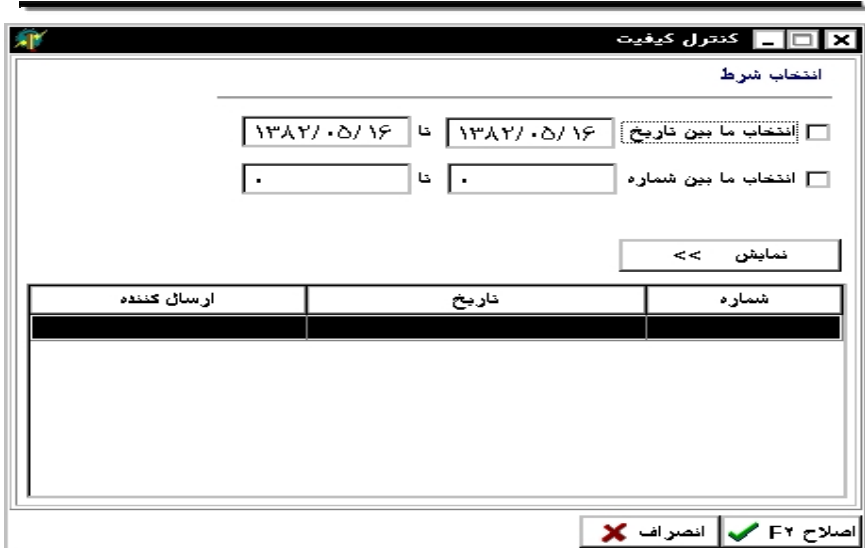 کنترل کیفیت
انتخاب شرط
انتخاب ما بین تاریخ ۱۳۸۲/۰۵/۱۶ تا ۱۳۸۲/۰۵/۱۶
انتخاب ما بین شماره ۰ تا ۰
نمایش >>
شماره تاریخ ارسال کننده
اصلاح F۲ انصراف